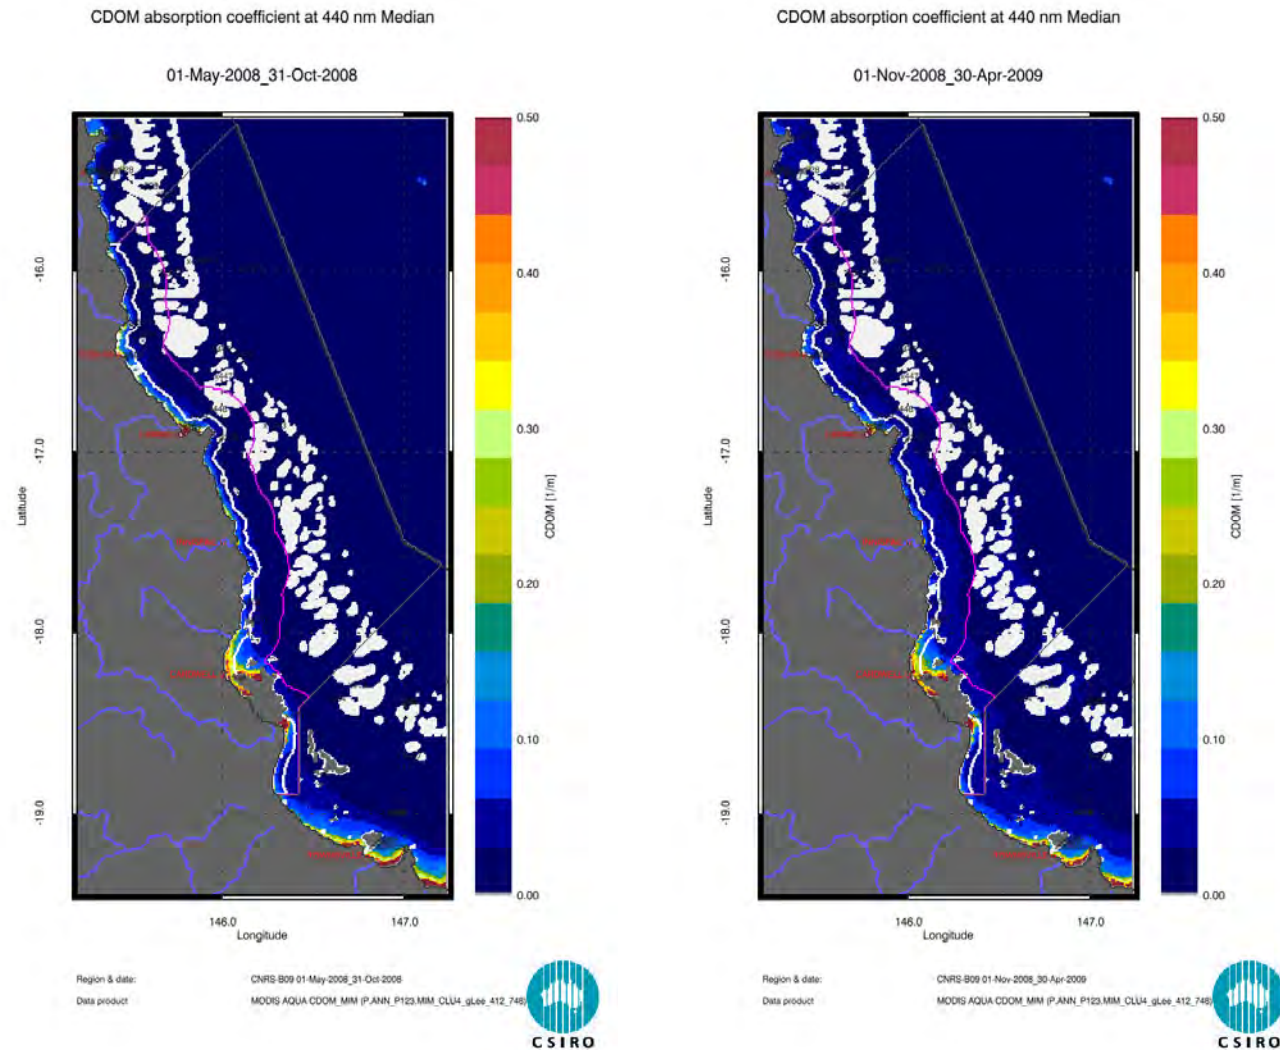 CDOM absorption coefficient at 440 nm Median
01-May-2008_31-Oct-2008
0.50
0.40
0.30
0.20
0.10
0.00
CDOM [1/m]
-16.0
-17.0
-18.0
-19.0
Latitude
146.0
147.0
Longitude
Region & date:
CNRS-B09 01-May-2008_31-Oct-2008
Data product
MODIS AQUA CDOM_MIM (P.ANN_P123.MIM_CLU4_gLee_412_748)
CSIRO
CDOM absorption coefficient at 440 nm Median
01-Nov-2008_30-Apr-2009
0.50
0.40
0.30
0.20
0.10
0.00
CDOM [1/m]
-16.0
-17.0
-18.0
-19.0
Latitude
146.0
147.0
Longitude
Region & date:
CNRS-B09 01-Nov-2008_30-Apr-2009
Data product
MODIS AQUA CDOM_MIM (P.ANN_P123.MIM_CLU4_gLee_412_748)
CSIRO